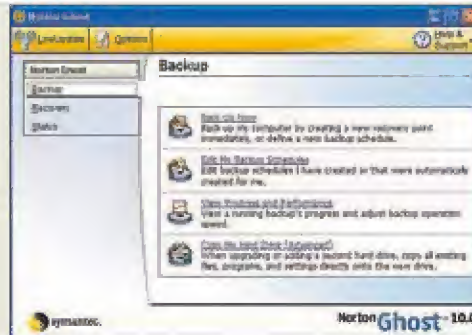 Norton Ghost
LiveUpdate Options Help & Support
Norton Ghost
Backup
Recovery
Status
Backup
Back Up Now
Back up my computer by creating a new recovery point
immediately, or define a new backup schedule.
Edit My Backup Schedules
Edit backup schedules I have created or that were automatically
created for me.
View Progress and Performance
View a running backup's progress and adjust backup operation
speed.
Copy My Hard Drive (Advanced)
When upgrading or adding a second hard drive, copy all existing
files, programs, and settings directly onto the new drive.
symantec.
Norton Ghost 10.